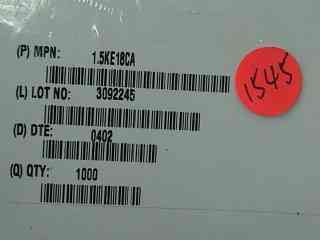 (P) MPN: 1.5KE18CA
(L) LOT NO: 3092245
(D) DTE: 0402
(Q) QTY: 1000
1545